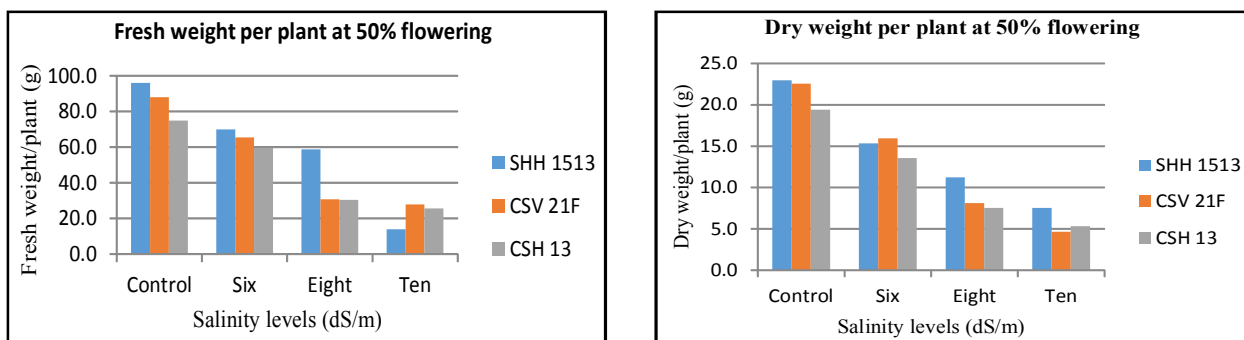 Fresh weight per plant at 50% flowering
Fresh weight/plant (g)
100.0
80.0
60.0
40.0
20.0
0.0
Control Six Eight Ten
Salinity levels (dS/m)
SHH 1513
CSV 21F
CSH 13
Dry weight per plant at 50% flowering
Dry weight/plant (g)
25.0
20.0
15.0
10.0
5.0
0.0
Control Six Eight Ten
Salinity levels (dS/m)
SHH 1513
CSV 21F
CSH 13